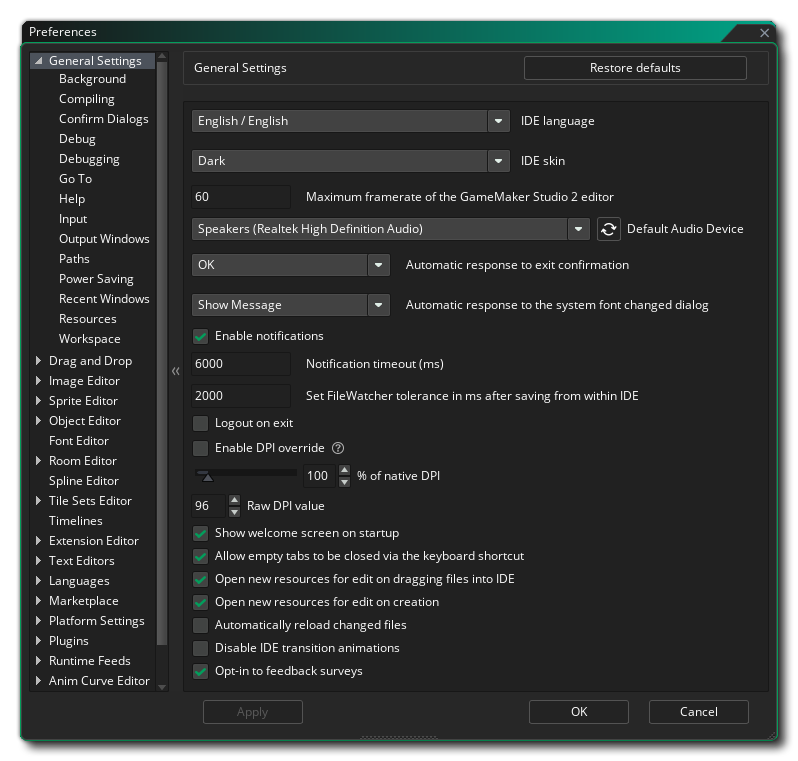 Preferences
General Settings
Background
Compiling
Confirm Dialogs
Debug
Debugging
Go To
Help
Input
Output Windows
Paths
Power Saving
Recent Windows
Resources
Workspace
Drag and Drop
Image Editor
Sprite Editor
Object Editor
Font Editor
Room Editor
Spline Editor
Tile Sets Editor
Timelines
Extension Editor
Text Editors
Languages
Marketplace
Platform Settings
Plugins
Runtime Feeds
Anim Curve Editor
General Settings
Restore defaults
English / English IDE language
Dark IDE skin
60 Maximum framerate of the GameMaker Studio 2 editor
Speakers (Realtek High Definition Audio) Default Audio Device
OK Automatic response to exit confirmation
Show Message Automatic response to the system font changed dialog
Enable notifications
6000 Notification timeout (ms)
2000 Set FileWatcher tolerance in ms after saving from within IDE
Logout on exit
Enable DPI override ?
100 % of native DPI
96 Raw DPI value
Show welcome screen on startup
Allow empty tabs to be closed via the keyboard shortcut
Open new resources for edit on dragging files into IDE
Open new resources for edit on creation
Automatically reload changed files
Disable IDE transition animations
Opt-in to feedback surveys
Apply
OK
Cancel